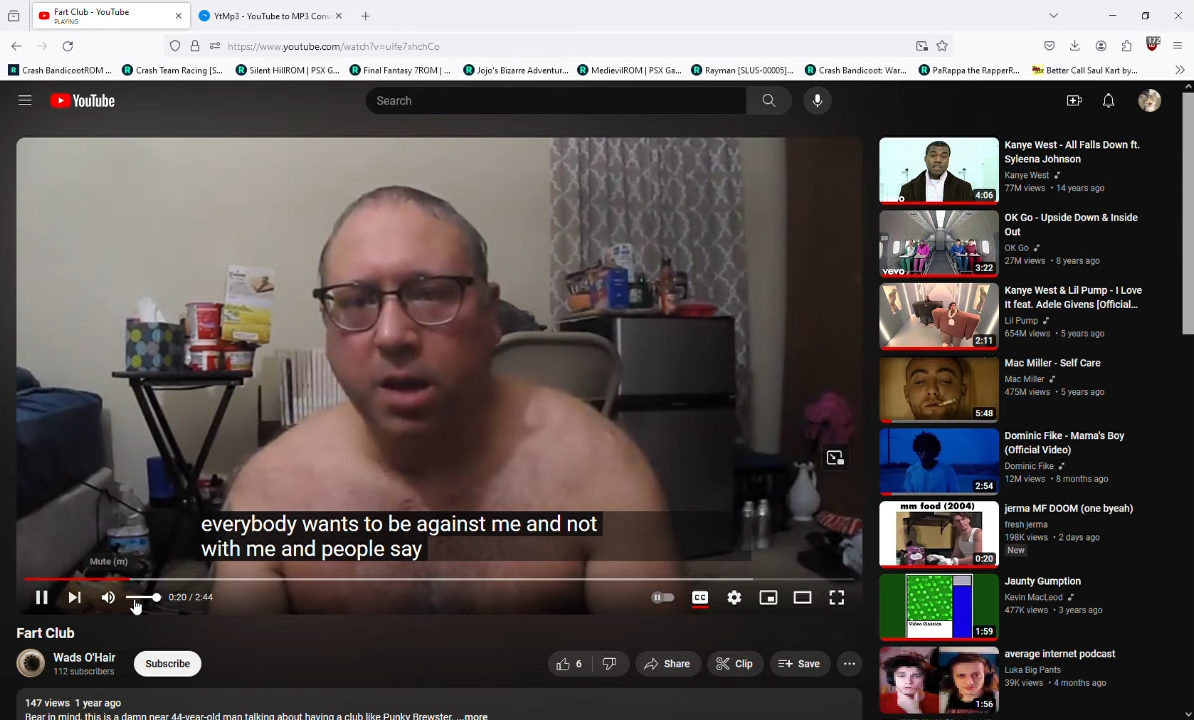 Fart Club - YouTube
PLAYING
YtMp3 - YouTube to MP3 Conv
https://www.youtube.com/watch?v=uIfe7xhchCo
172
Crash BandicootROM ...
Crash Team Racing [S...
Silent HillROM | PSX G...
Final Fantasy 7ROM | ...
Jojo's Bizarre Adventur...
MedievilROM | PSX Ga...
Rayman [SLUS-00005]...
Crash Bandicoot: War...
PaRappa the RapperR...
Better Call Saul Kart by...
YouTube
Search
everybody wants to be against me and not
with me and people say
Mute (m)
0:20 / 2:44
CC
Fart Club
Wads O'Hair
112 subscribers
Subscribe
6
Share
Clip
Save
147 views 1 year ago
Bear in mind, this is a damn near 44-year-old man talking about having a club like Punky Brewster. ...more
4:06
Kanye West - All Falls Down ft.
Syleena Johnson
Kanye West
77M views • 14 years ago
vevo
3:22
OK Go - Upside Down & Inside
Out
OK Go
27M views • 8 years ago
2:11
Kanye West & Lil Pump - I Love
It feat. Adele Givens [Official...
Lil Pump
654M views • 5 years ago
5:48
Mac Miller - Self Care
Mac Miller
475M views • 5 years ago
2:54
Dominic Fike - Mama's Boy
(Official Video)
Dominic Fike
12M views • 8 months ago
mm food (2004)
0:20
jerma MF DOOM (one byeah)
fresh jerma
198K views • 2 days ago
New
Video Classics
1:59
Jaunty Gumption
Kevin MacLeod
477K views • 3 years ago
1:56
average internet podcast
Luka Big Pants
39K views • 4 months ago